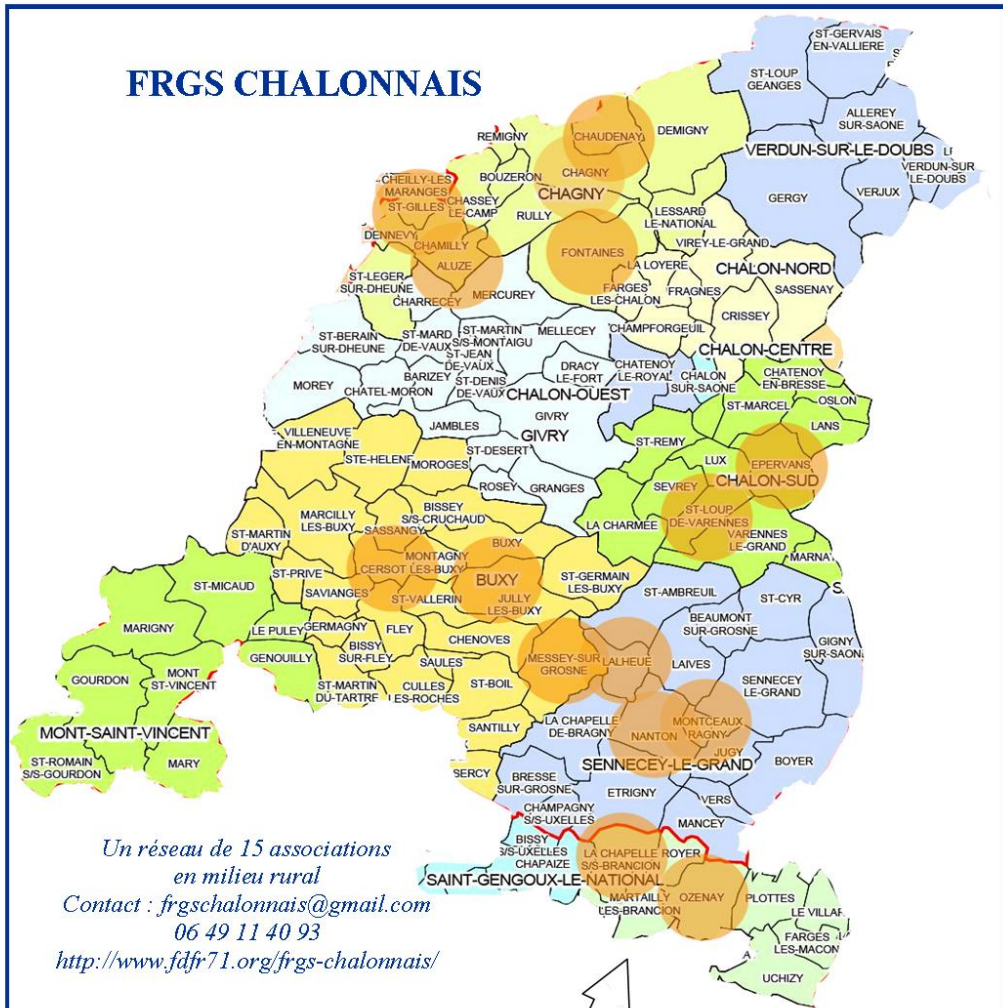 FRGS CHALONNAIS
ST-GERVAIS
EN-VALLIERE
ST-LOUP
GEANGES
ALLEREY
SUR-SAONE
VERDUN-SUR-LE-DOUBS
VERDUN-SUR
LE-DOUBS
GERGY
VERJUX
REMIGNY
CHAUDENAY
DEMIGNY
BOUZERON
CHAGNY
CHAGNY
CHEILLY-LES
MARANGES
ST-GILLES
CHASSEY
LE-CAMP
RULLY
DENNEVY
CHAMILLY
ALUZE
FONTAINES
LESSARD
LE-NATIONAL
VIREY-LE-GRAND
LA LOYERE
CHALON-NORD
ST-LEGER
SUR-DHEUNE
CHARRECEY
MERCUREY
FARGES
LES-CHALON
FRAGNES
SASSENAY
CRISSEY
ST-BERAIN
SUR-DHEUNE
ST-MARD
DE-VAUX
ST-MARTIN
S/S-MONTAIGU
ST-JEAN
DE-VAUX
MELLECEY
CHAMPFORGEUIL
CHALON-CENTRE
MOREY
CHATEL-MORON
BARIZEY
ST-DENIS
DE-VAUX
DRACY
LE-FORT
CHATENOY
LE-ROYAL
CHALON
SUR-SAONE
CHATENOY
EN-BRESSE
CHALON-OUEST
OSLON
ST-MARCEL
LANS
GIVRY
GIVRY
JAMBLES
VILLENEUVE
EN-MONTAGNE
STE-HELENE
MOROGES
ST-DESERT
ST-REMY
LUX
EPERVANS
CHALON-SUD
ROSEY
GRANGES
SEVREY
ST-LOUP
DE-VARENNES
LA CHARMÉE
VARENNES
LE-GRAND
MARNAY
MARCILLY
LES-BUXY
BISSEY
S/S-CRUCHAUD
SASSANGY
ST-MARTIN
D'AUXY
BUXY
MONTAGNY
LES-BUXY
CERSOT
BUXY
JULLY
LES-BUXY
ST-PRIVE
SAVIANGES
ST-VALLERIN
ST-GERMAIN
LES-BUXY
ST-AMBREUIL
ST-CYR
ST-MICAUD
MARIGNY
LE PULEY
GERMAGNY
FLEY
BISSY
SUR-FLEY
CHENOVES
BEAUMONT
SUR-GROSNE
GIGNY
SUR-SAON
GENOUILLY
GOURDON
MONT
ST-VINCENT
SAULES
MESSEY-SUR
GROSNE
LALHEUE
LAIVES
SENNECEY
LE-GRAND
ST-MARTIN
DU-TARTRE
CULLES
LES-ROCHES
ST-BOIL
MONT-SAINT-VINCENT
SANTILLY
LA CHAPELLE
DE-BRAGNY
NANTON
MONTCEAUX
RAGNY
JUGY
SENNECEY-LE-GRAND
BOYER
ST-ROMAIN
S/S-GOURDON
MARY
SERCY
BRESSE
SUR-GROSNE
ETRIGNY
VERS
CHAMPAGNY
S/S-UXELLES
MANCEY
BISSY
S/S-UXELLES
CHAPAIZE
LA CHAPELLE
S/S-BRANCION
ROYER
SAINT-GENGOUX-LE-NATIONAL
MARTAILLY
LES-BRANCION
OZENAY
PLOTTES
LE VILLAR
FARGES
LES-MACON
UCHIZY
Un réseau de 15 associations
en milieu rural
Contact : frgschalonnais@gmail.com
06 49 11 40 93
http://www.fdfr71.org/frgs-chalonnais/